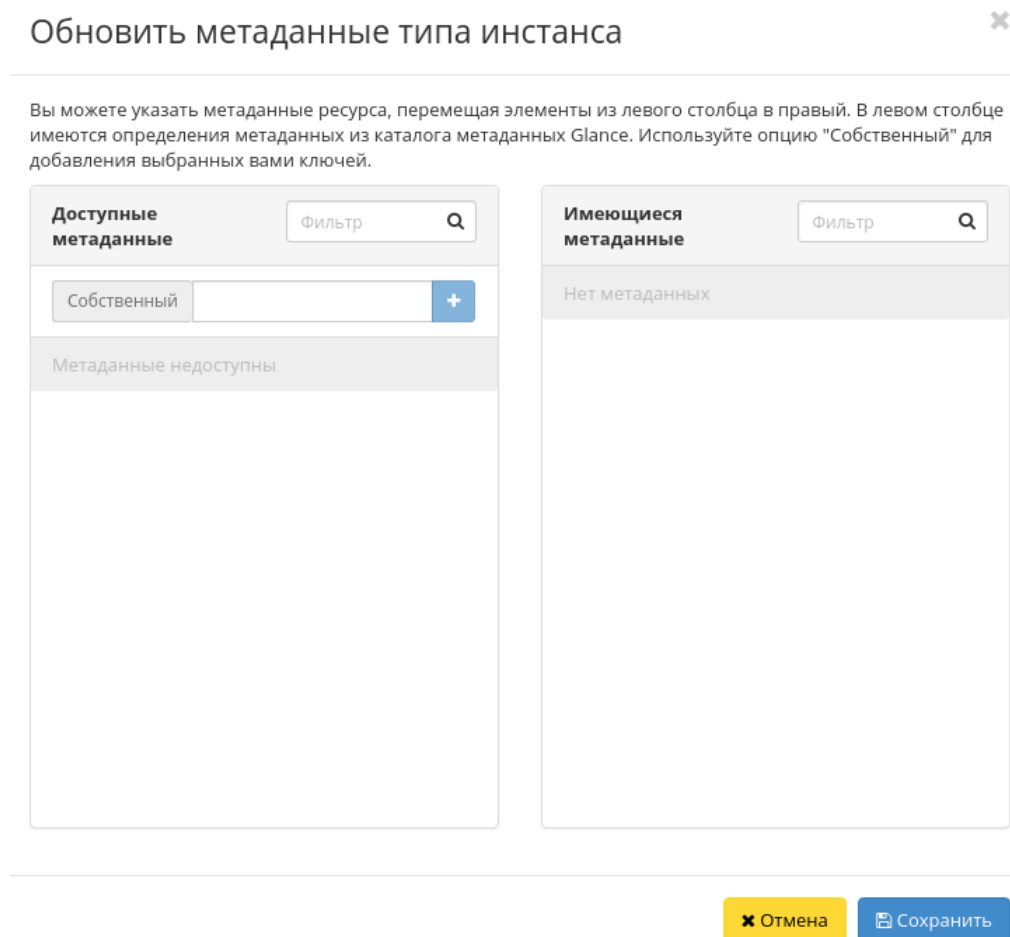 Обновить метаданные типа инстанса
Вы можете указать метаданные ресурса, перемещая элементы из левого столбца в правый. В левом столбце
имеются определения метаданных из каталога метаданных Glance. Используйте опцию "Собственный" для
добавления выбранных вами ключей.
Доступные
метаданные
Фильтр
Собственный
Метаданные недоступны
Имеющиеся
метаданные
Фильтр
Нет метаданных
Отмена
Сохранить